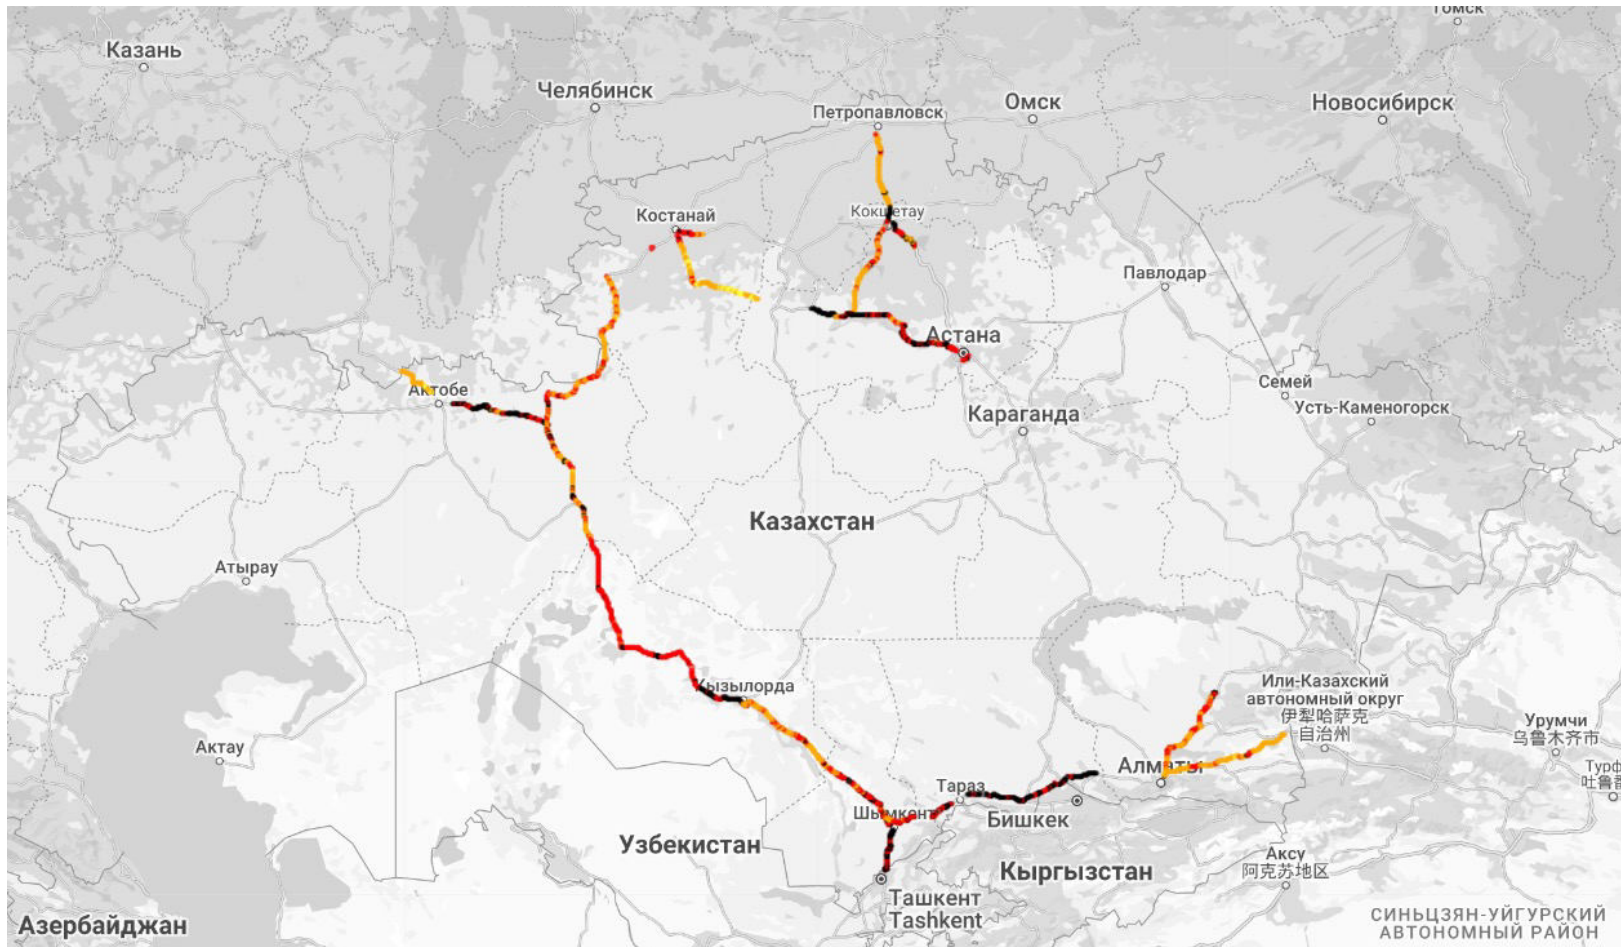 Томск
Казань
Челябинск
Омск
Новосибирск
Петропавловск
Костанай
Кокшетау
Павлодар
Астана
Актобе
Семей
Усть-Каменогорск
Караганда
Казахстан
Атырау
Кызылорда
Или-Казахский
автономный округ
伊犁哈萨克
自治州
Урумчи
乌鲁木齐市
Актау
Алматы
Тараз
Шымкент
Бишкек
Узбекистан
Кыргызстан
Аксу
阿克苏地区
Ташкент
Tashkent
Азербайджан
СИНЬЦЗЯН-УЙГУРСКИЙ
АВТОНОМНЫЙ РАЙОН